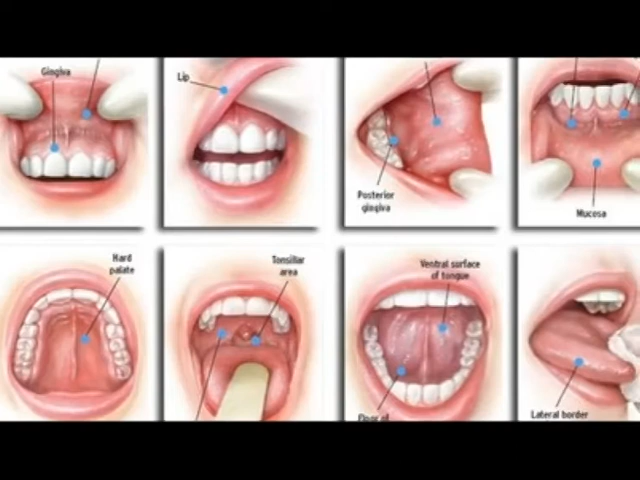 Gingiva
Lip
Posterior
gingiva
Mucosa
Hard
palate
Tonsillar
area
Ventral surface
of tongue
Floor of
Lateral border